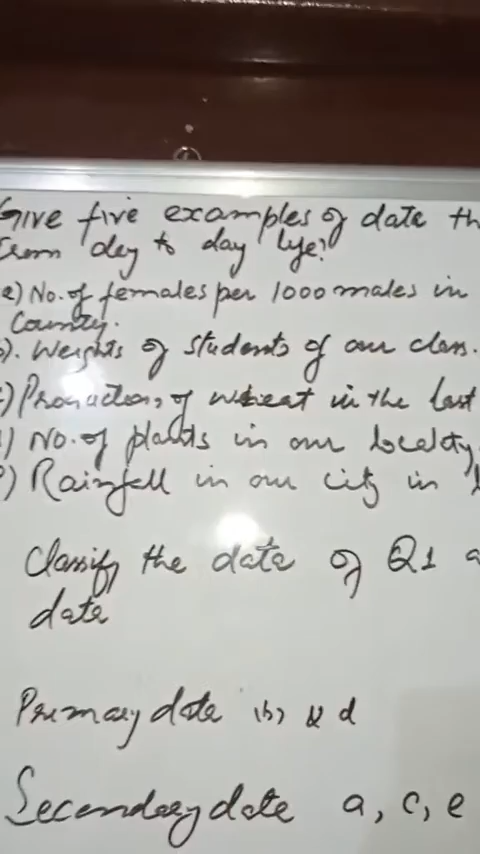 Give five examples of date th
from day to day lye?
a) No. of females per 1000 males in
County.
b). Weights of students of our class.
c) Production, of wheat in the last
d) No. of plants in our locality
e) Rainfall in our city in
Classify the date of Q1 a
date
Primary date (b) & d
Secondary date a, c, e